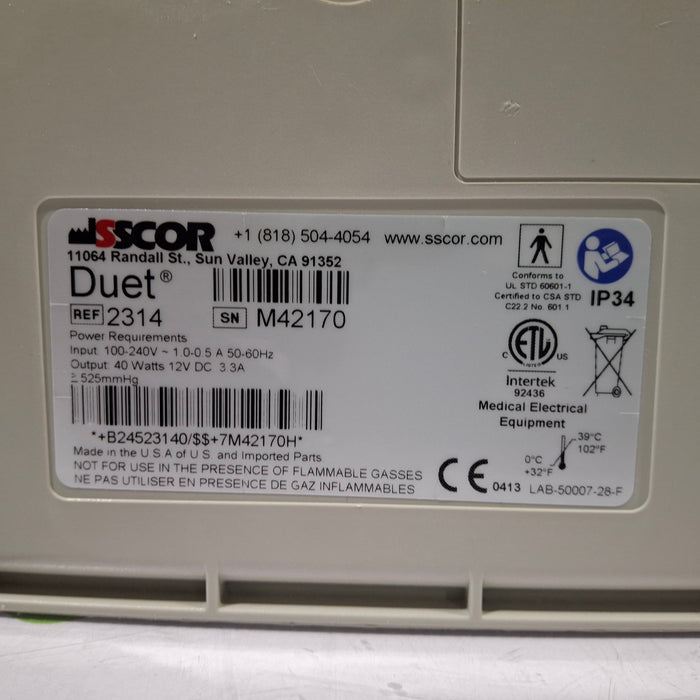 SSCOR +1 (818) 504-4054 www.sscor.com
11064 Randall St., Sun Valley, CA 91352
Duet®
REF 2314 SN M42170
Power Requirements
Input: 100-240V ~ 1.0-0.5 A 50-60Hz
Output: 40 Watts 12V DC 3.3A
≥ 525mmHg
*+B24523140/$$+7M42170H*
Made in the U.S.A of U.S. and Imported Parts
NOT FOR USE IN THE PRESENCE OF FLAMMABLE GASSES
NE PAS UTILISER EN PRESENCE DE GAZ INFLAMMABLES
Conforms to
UL STD 60601-1
Certified to CSA STD
C22.2 No. 601.1
IP34
ETL
C US
LISTED
Intertek
92436
Medical Electrical
Equipment
39°C
102°F
0°C
+32°F
CE 0413 LAB-50007-28-F